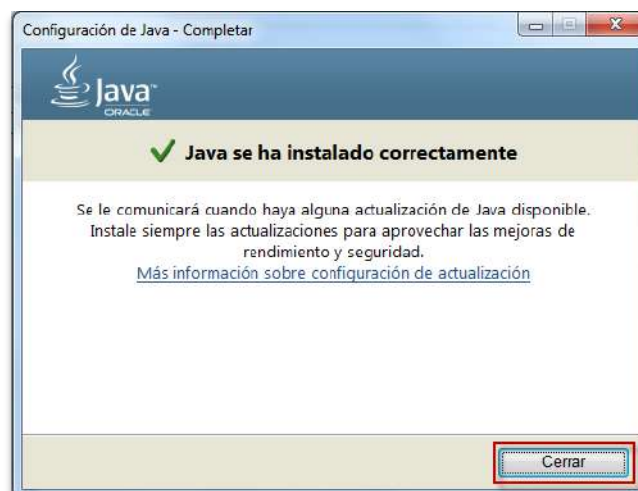 Configuración de Java - Completar
Java™
ORACLE
Java se ha instalado correctamente
Se le comunicará cuando haya alguna actualización de Java disponible.
Instale siempre las actualizaciones para aprovechar las mejoras de
rendimiento y seguridad.
Más información sobre configuración de actualización
Cerrar